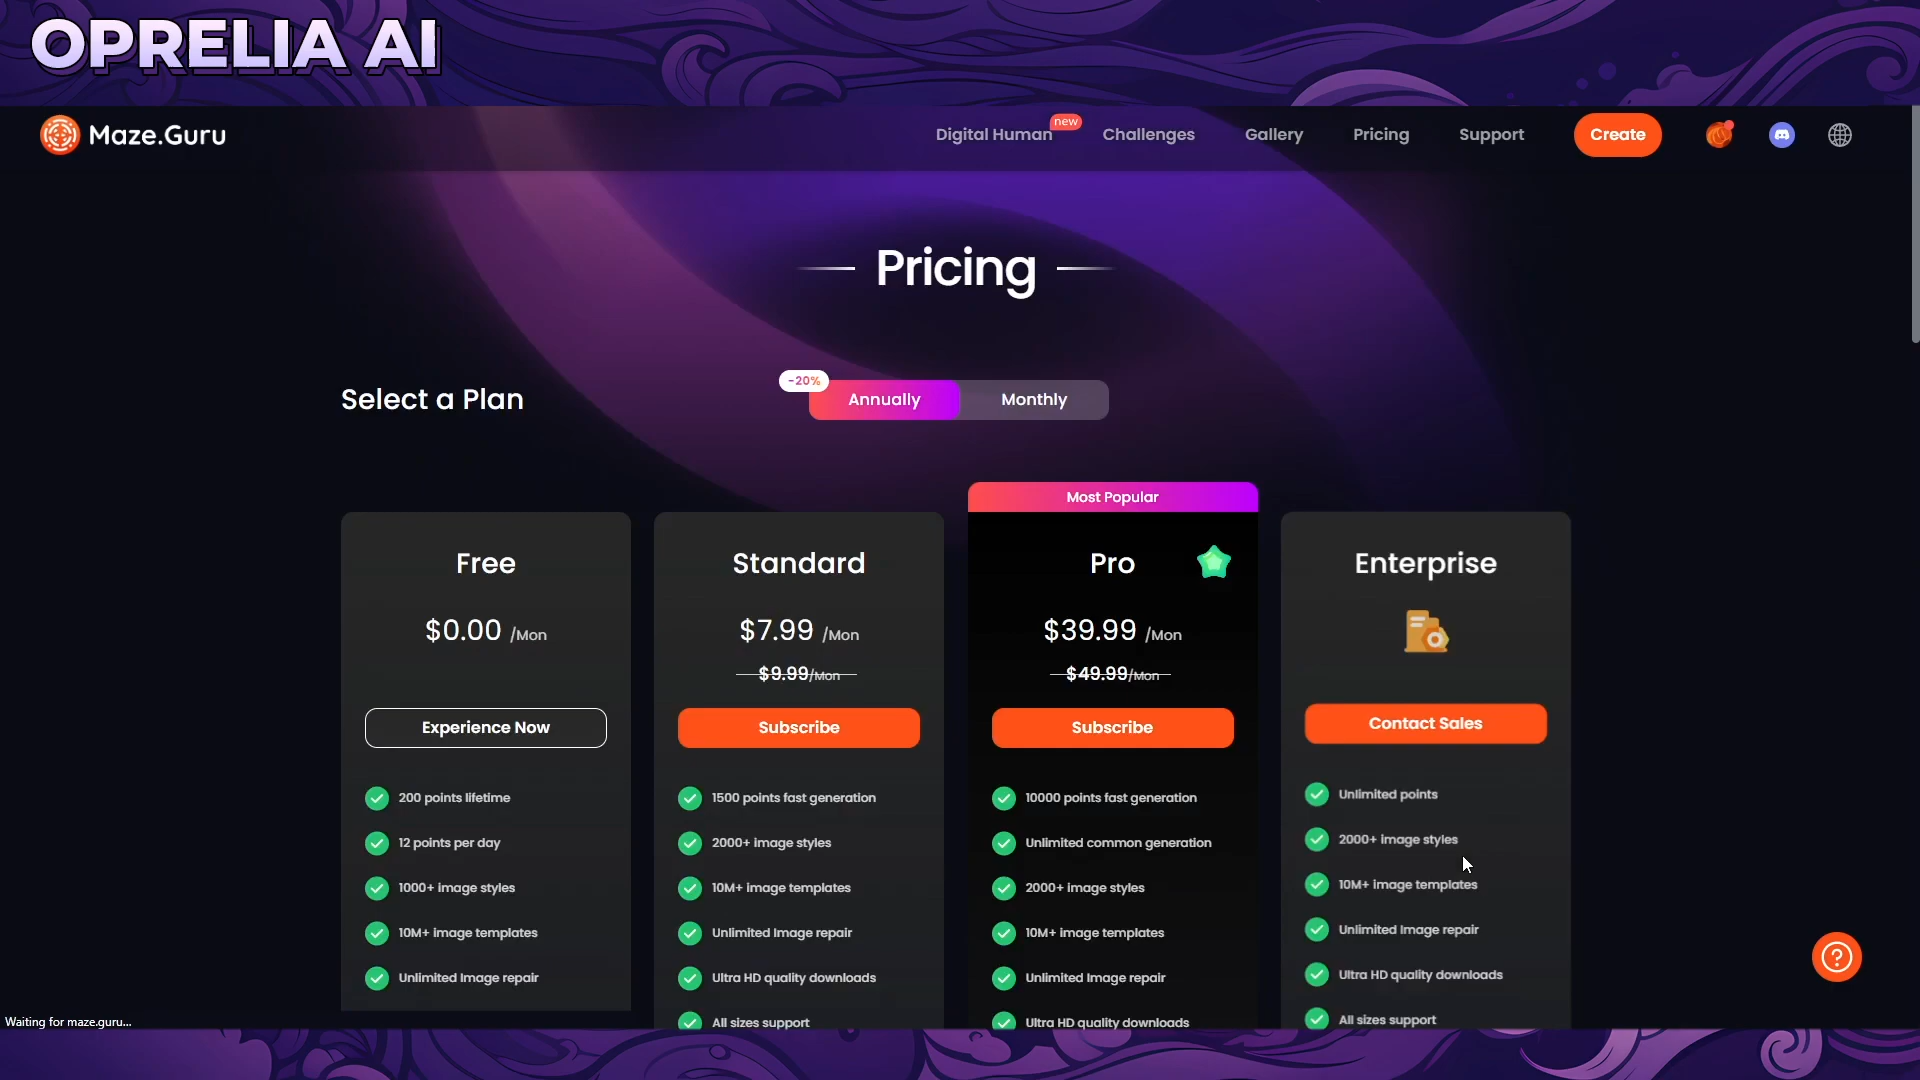 OPRELIA AI
Maze.Guru
Digital Human
new
Challenges
Gallery
Pricing
Support
Create
Pricing
Select a Plan
-20%
Annually
Monthly
Free
$0.00 /Mon
Experience Now
200 points lifetime
12 points per day
1000+ image styles
10M+ image templates
Unlimited Image repair
Standard
$7.99 /Mon
$9.99/Mon
Subscribe
1500 points fast generation
2000+ image styles
10M+ image templates
Unlimited Image repair
Ultra HD quality downloads
All sizes support
Most Popular
Pro
$39.99 /Mon
$49.99/Mon
Subscribe
10000 points fast generation
Unlimited common generation
2000+ image styles
10M+ image templates
Unlimited Image repair
Ultra HD quality downloads
Enterprise
Contact Sales
Unlimited points
2000+ image styles
10M+ image templates
Unlimited Image repair
Ultra HD quality downloads
All sizes support
Waiting for maze.guru...